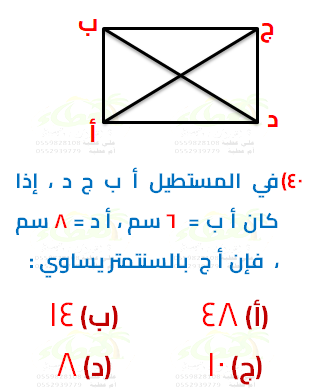 ب ج
أ د
٤٠) في المستطيل أ ب ج د ، إذا
كان أ ب = ٦ سم ، أ د = ٨ سم
، فإن أ ج بالسنتمتر يساوي :
(أ) ٤٨ (ب) ١٤
(ج) ١٠ (د) ٨